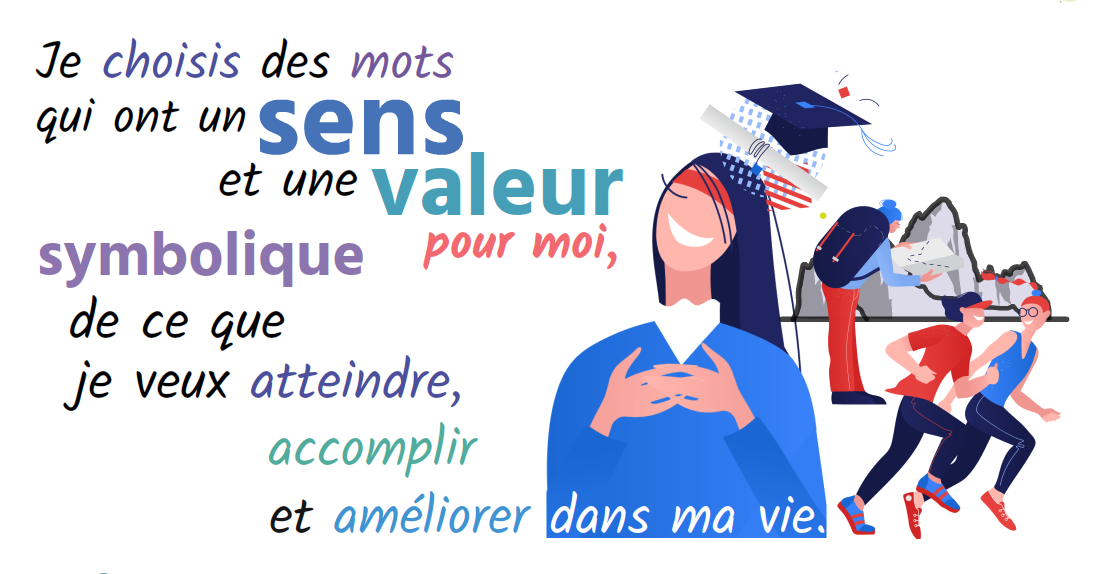 Je choisis des mots
qui ont un sens
et une valeur
symbolique pour moi,
de ce que
je veux atteindre,
accomplir
et améliorer dans ma vie.